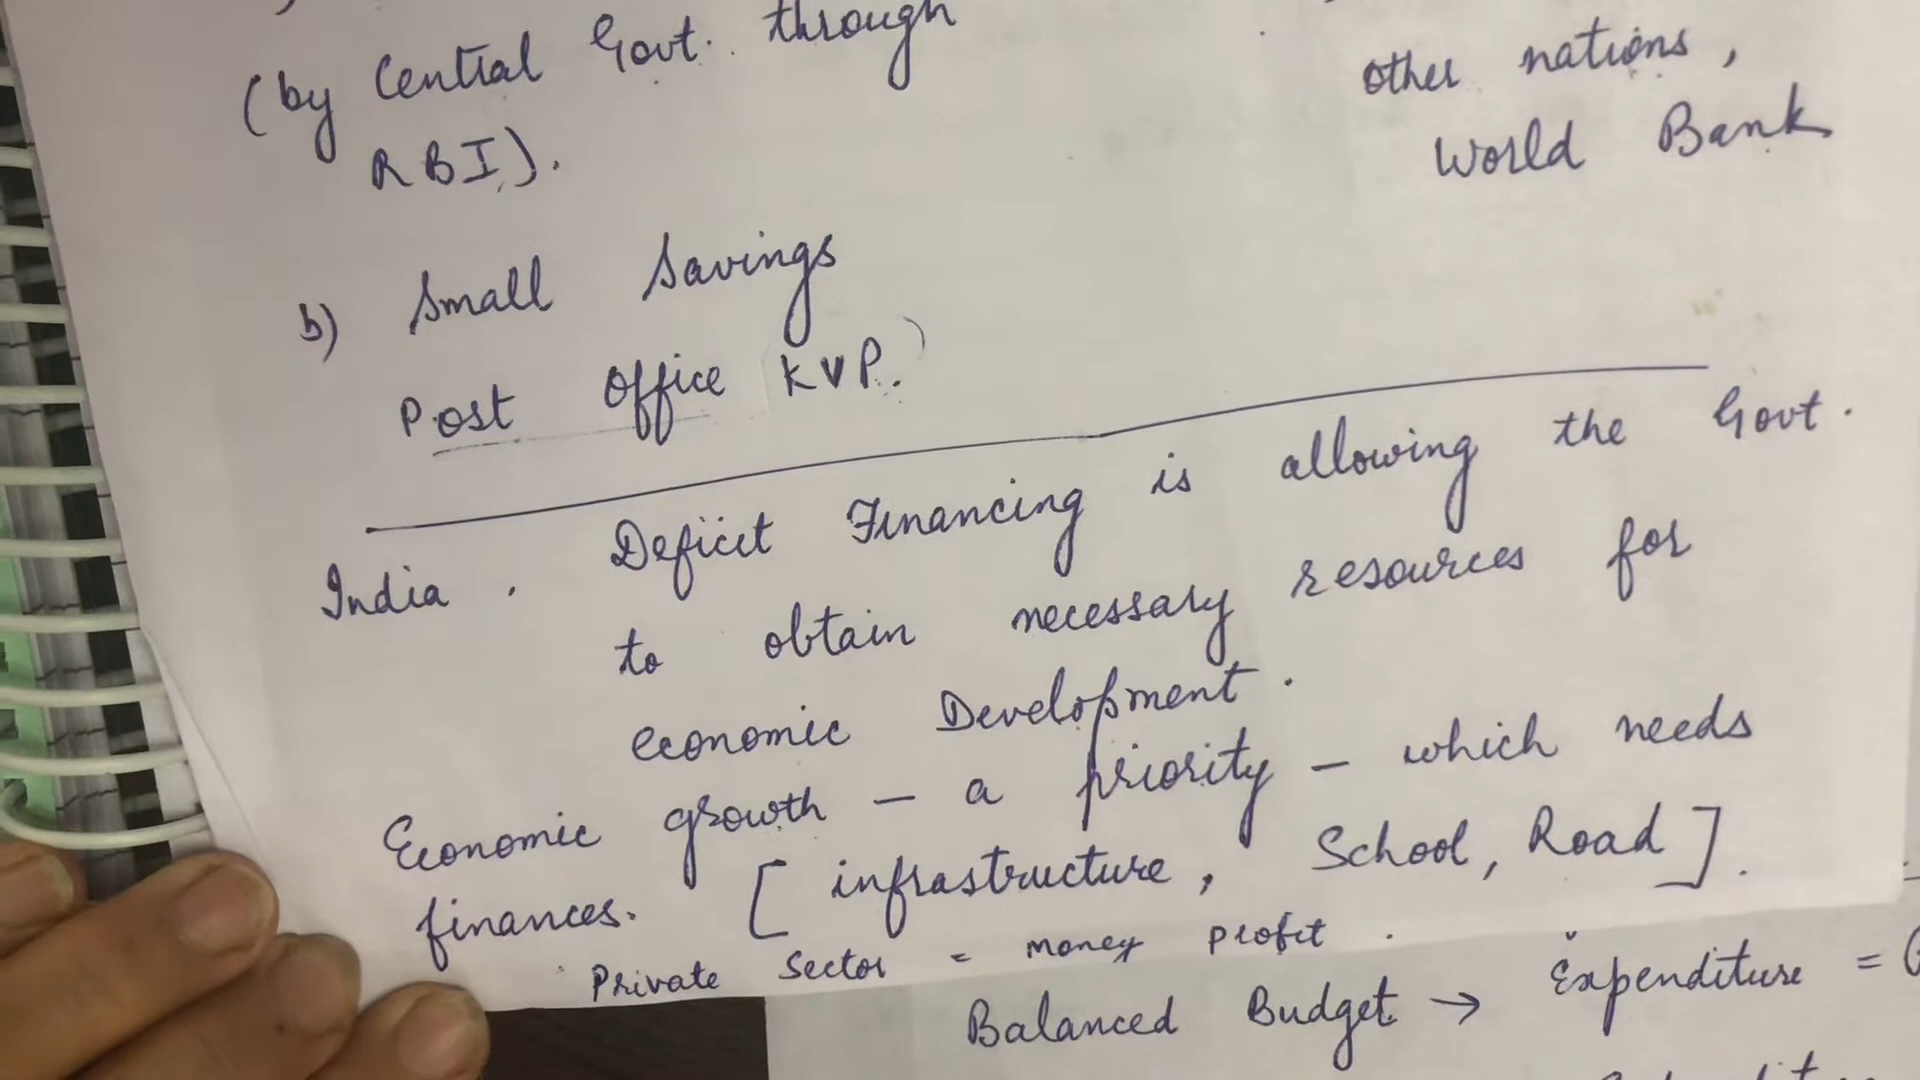 (by Central Govt. through
RBI).
other nations,
World Bank
b) Small Savings
Post Office KVP.)
India. Deficit Financing is allowing the Govt.
to obtain necessary resources for
economic Development.
Economic growth – a priority – which needs
finances. [infrastructure, School, Road].
Private Sector = money profit.
Balanced Budget → Expenditure =